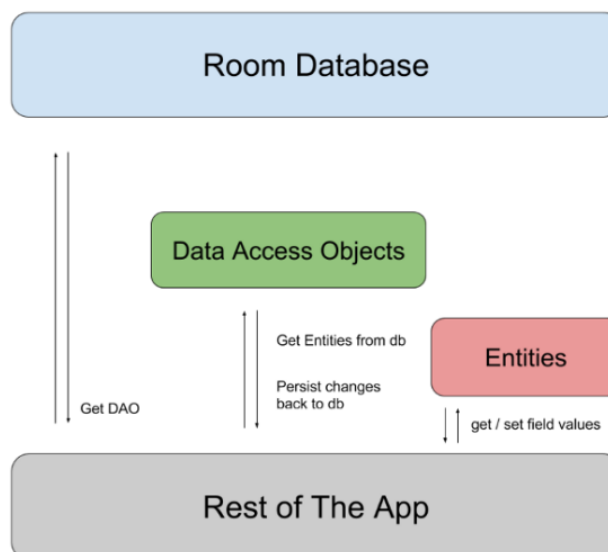 Room Database
Data Access Objects
Get Entities from db
Entities
Persist changes
back to db
Get DAO
get / set field values
Rest of The App